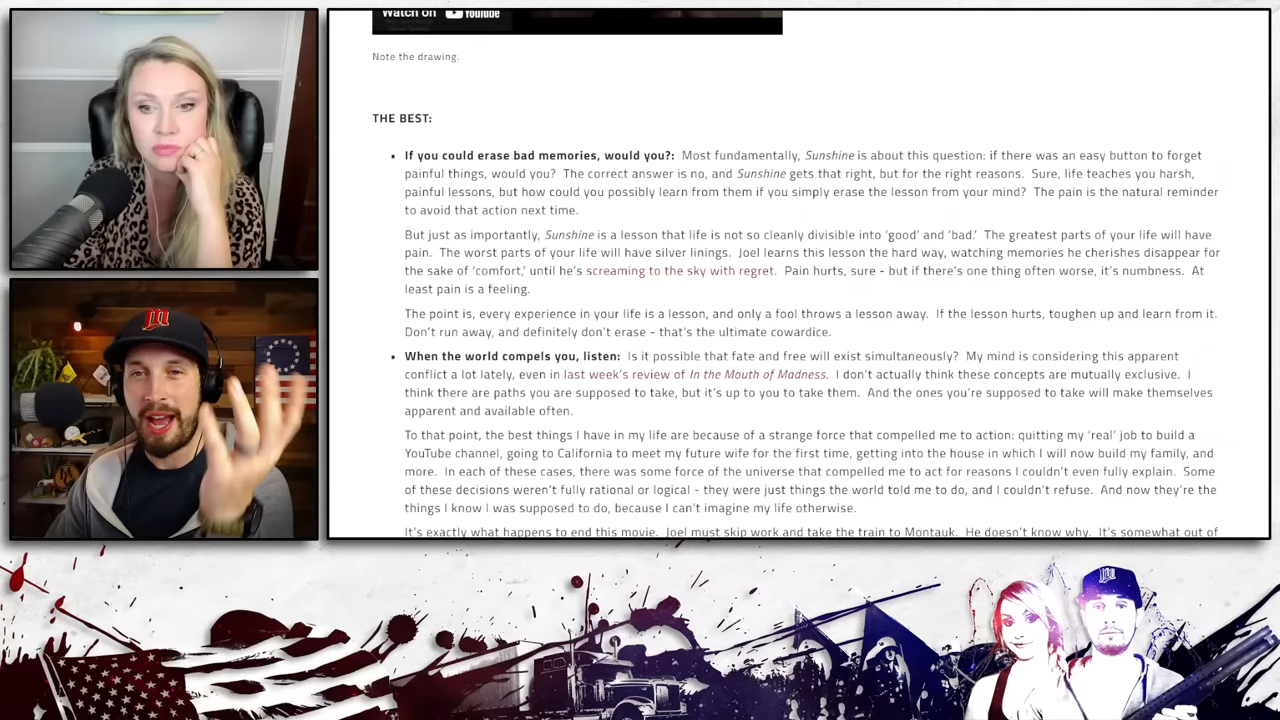 Watch on YouTube
Note the drawing.
THE BEST:
▪ If you could erase bad memories, would you?: Most fundamentally, Sunshine is about this question: if there was an easy button to forget
painful things, would you? The correct answer is no, and Sunshine gets that right, but for the right reasons. Sure, life teaches you harsh,
painful lessons, but how could you possibly learn from them if you simply erase the lesson from your mind? The pain is the natural reminder
to avoid that action next time.
But just as importantly, Sunshine is a lesson that life is not so cleanly divisible into ‘good’ and ‘bad.’ The greatest parts of your life will have
pain. The worst parts of your life will have silver linings. Joel learns this lesson the hard way, watching memories he cherishes disappear for
the sake of ‘comfort,’ until he’s screaming to the sky with regret. Pain hurts, sure - but if there’s one thing often worse, it’s numbness. At
least pain is a feeling.
The point is, every experience in your life is a lesson, and only a fool throws a lesson away. If the lesson hurts, toughen up and learn from it.
Don’t run away, and definitely don’t erase - that’s the ultimate cowardice.
▪ When the world compels you, listen: Is it possible that fate and free will exist simultaneously? My mind is considering this apparent
conflict a lot lately, even in last week’s review of In the Mouth of Madness. I don’t actually think these concepts are mutually exclusive. I
think there are paths you are supposed to take, but it’s up to you to take them. And the ones you’re supposed to take will make themselves
apparent and available often.
To that point, the best things I have in my life are because of a strange force that compelled me to action: quitting my ‘real’ job to build a
YouTube channel, going to California to meet my future wife for the first time, getting into the house in which I will now build my family, and
more. In each of these cases, there was some force of the universe that compelled me to act for reasons I couldn’t even fully explain. Some
of these decisions weren’t fully rational or logical - they were just things the world told me to do, and I couldn’t refuse. And now they’re the
things I know I was supposed to do, because I can’t imagine my life otherwise.
It’s exactly what happens to end this movie. Joel must skip work and take the train to Montauk. He doesn’t know why. It’s somewhat out of